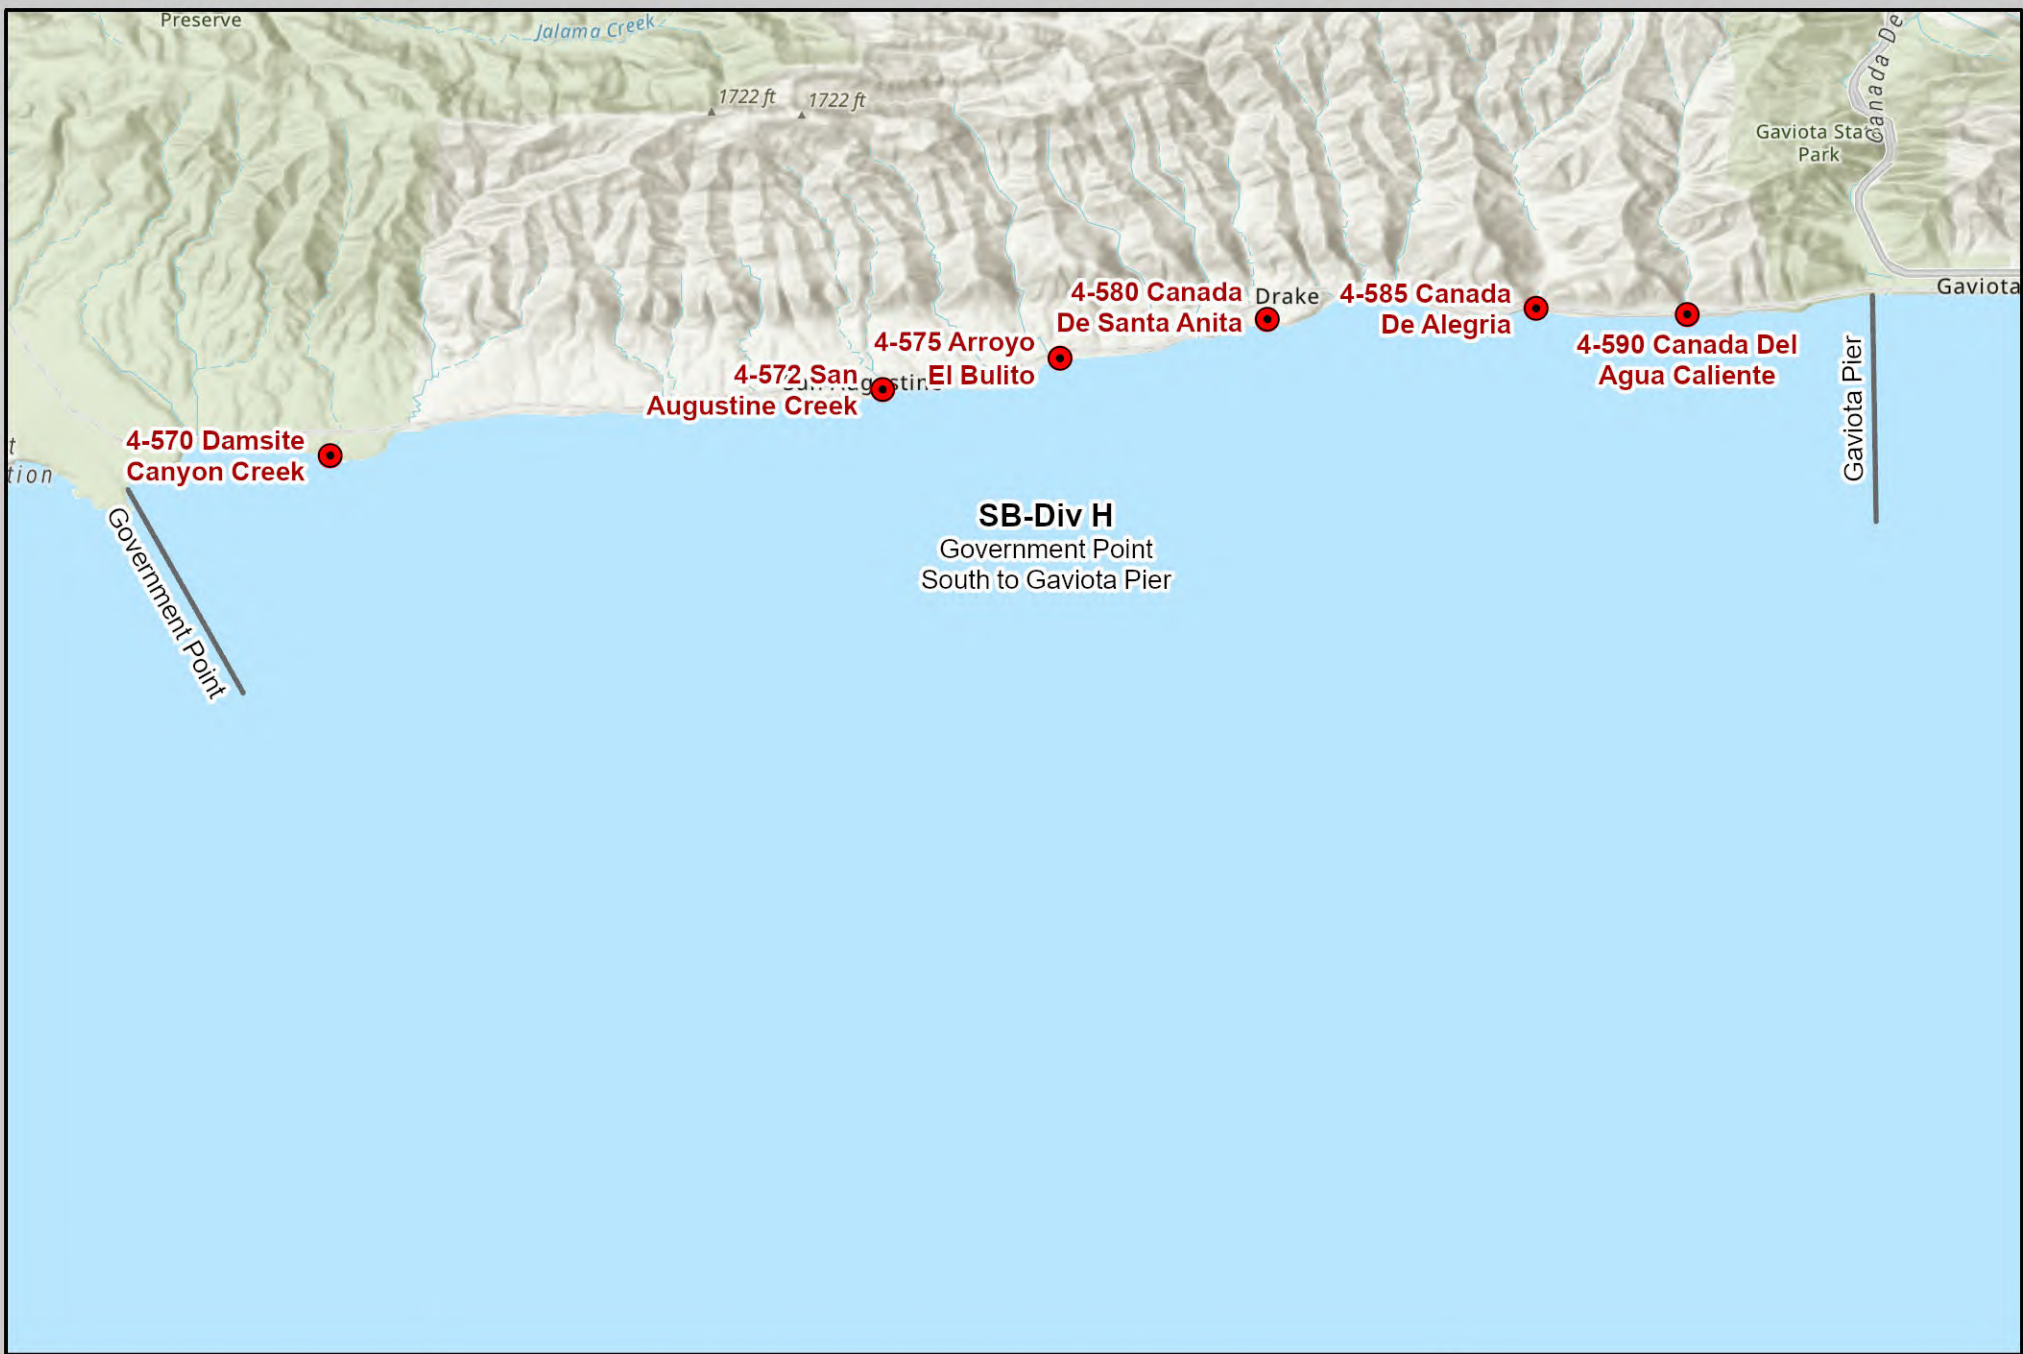 Preserve
Jalama Creek
1722 ft
1722 ft
Canada De
Gaviota State
Park
Gaviota
4-580 Canada
De Santa Anita
Drake
4-585 Canada
De Alegria
4-575 Arroyo
El Bulito
4-590 Canada Del
Agua Caliente
4-572 San
Augustine Creek
San Augustine
4-570 Damsite
Canyon Creek
Gaviota Pier
Government Point
SB-Div H
Government Point
South to Gaviota Pier